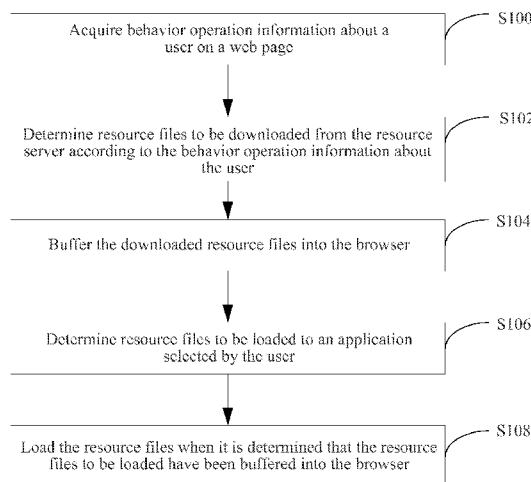 S100
Acquire behavior operation information about a
user on a web page
S102
Determine resource files to be downloaded from the resource
server according to the behavior operation information about
the user
S104
Buffer the downloaded resource files into the browser
S106
Determine resource files to be loaded to an application
selected by the user
S108
Load the resource files when it is determined that the resource
files to be loaded have been buffered into the browser